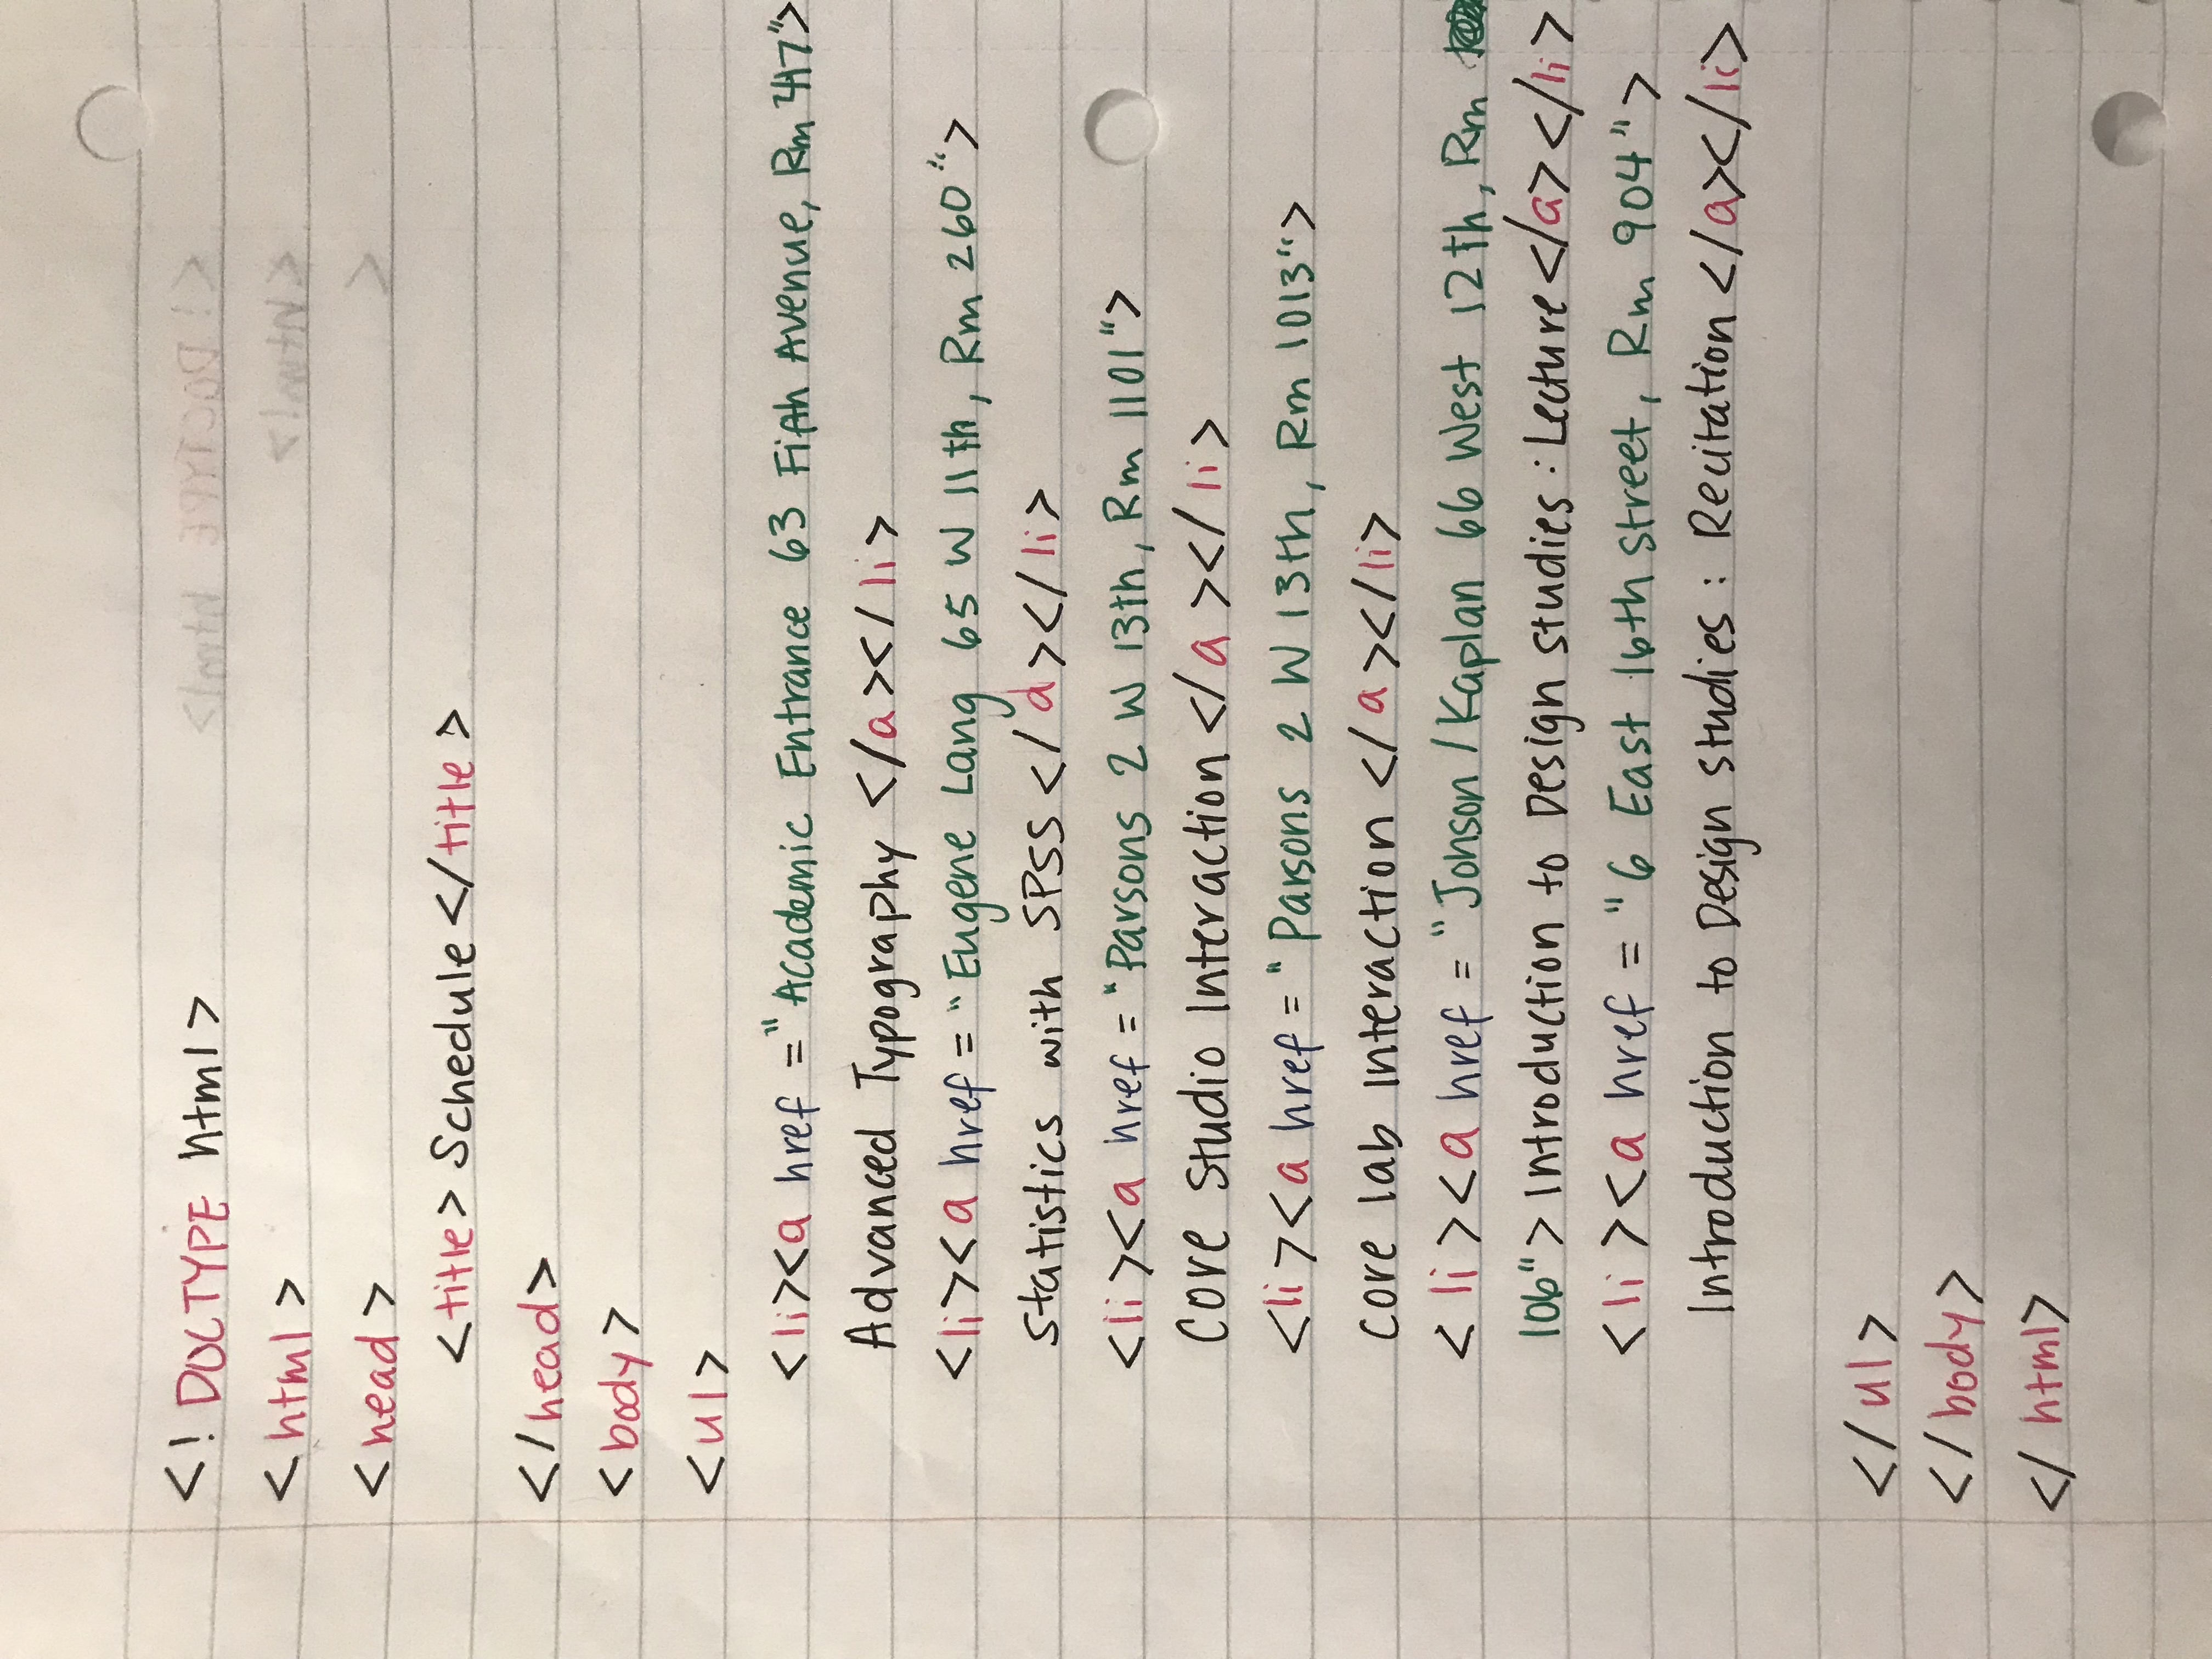 <! DOCTYPE html>
<html>
<head>
<title> Schedule </title>
</head>
<body>
<ul>
<li><a href ="Academic Entrance 63 Fifth Avenue, Rm 417">
Advanced Typography </a></li>
<li><a href = "Eugene Lang 65 W 11th, Rm 260">
Statistics with SPSS </a></li>
<li><a href = "Parsons 2 W 13th, Rm 1101">
Core Studio Interaction </a></li>
<li><a href = "Parsons 2 W 13th, Rm 1013">
core lab interaction </a></li>
<li><a href = "Johson / Kaplan 66 West 12th, Rm
106"> Introduction to Design studies : Lecture </a></li>
<li><a href = "6 East 16th street, Rm 904">
Introduction to Design studies : Recitation </a></li>
</ul>
</body>
</html>